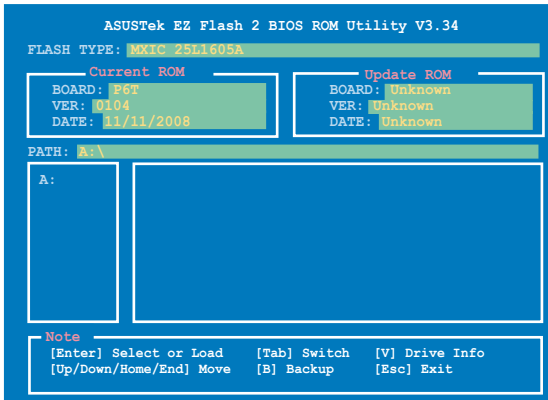 ASUSTek EZ Flash 2 BIOS ROM Utility V3.34
FLASH TYPE: MXIC 25L1605A
Current ROM
BOARD: P6T
VER: 0104
DATE: 11/11/2008
Update ROM
BOARD: Unknown
VER: Unknown
DATE: Unknown
PATH: A:\
A:
Note
[Enter] Select or Load [Tab] Switch [V] Drive Info
[Up/Down/Home/End] Move [B] Backup [Esc] Exit